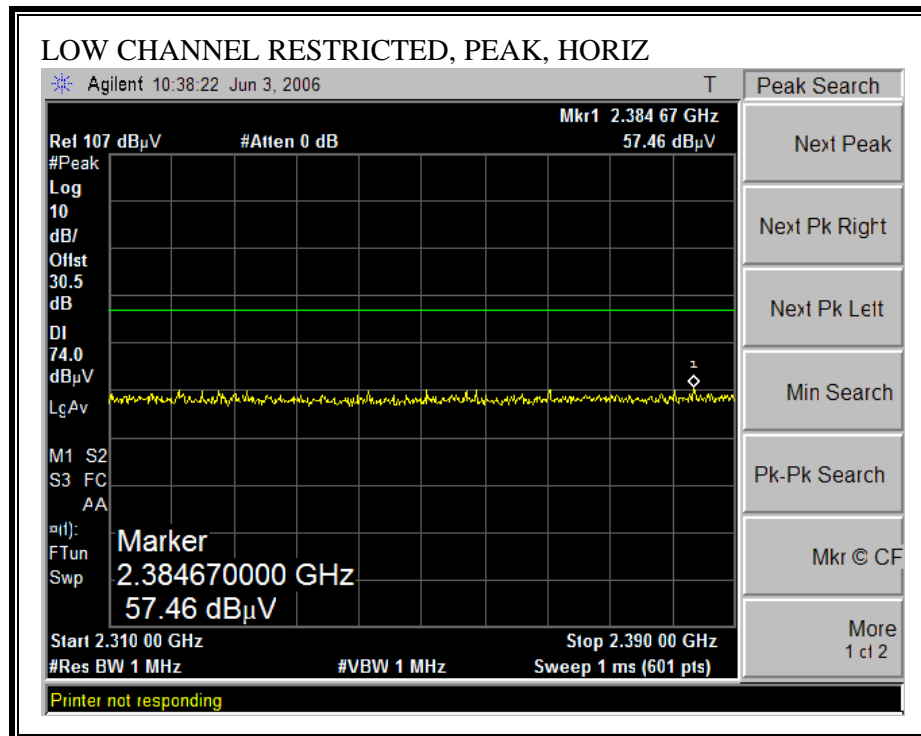 LOW CHANNEL RESTRICTED, PEAK, HORIZ
Agilent 10:38:22 Jun 3, 2006 T
Peak Search
Mkr1 2.384 67 GHz
Ref 107 dBµV #Atten 0 dB 57.46 dBµV
Next Peak
#Peak
Log
10
dB/
Next Pk Right
Offst
30.5
dB
Next Pk Left
DI
74.0
dBµV
1
Min Search
LgAv
M1 S2
S3 FC
AA
Pk-Pk Search
¤(f):
FTun
Swp
Marker
2.384670000 GHz
57.46 dBµV
Mkr © CF
Start 2.310 00 GHz Stop 2.390 00 GHz
#Res BW 1 MHz #VBW 1 MHz Sweep 1 ms (601 pts)
More
1 of 2
Printer not responding